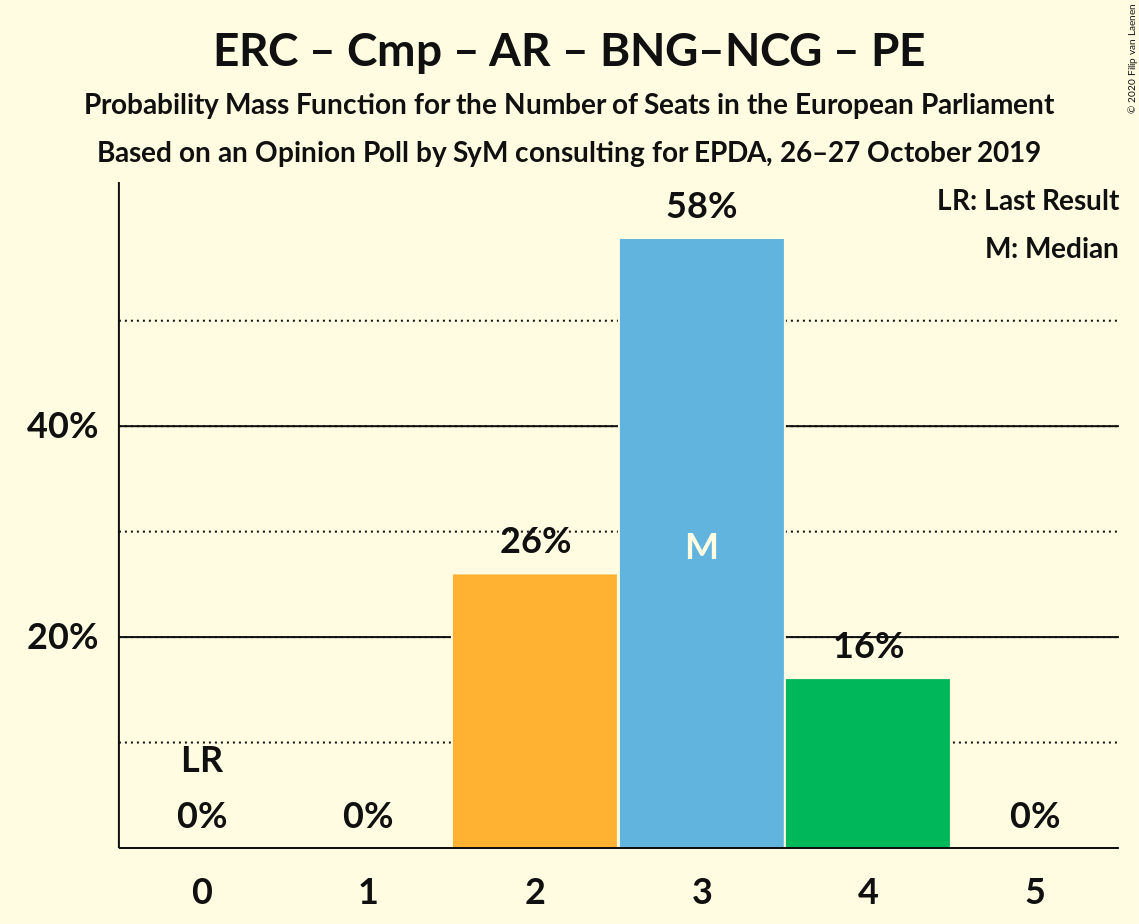 ERC – Cmp – AR – BNG–NCG – PE
Probability Mass Function for the Number of Seats in the European Parliament
Based on an Opinion Poll by SyM consulting for EPDA, 26–27 October 2019
© 2020 Filip van Laenen
LR: Last Result
M: Median
58%
40%
26%
M
20%
16%
LR
0%
0%
0%
0
1
2
3
4
5